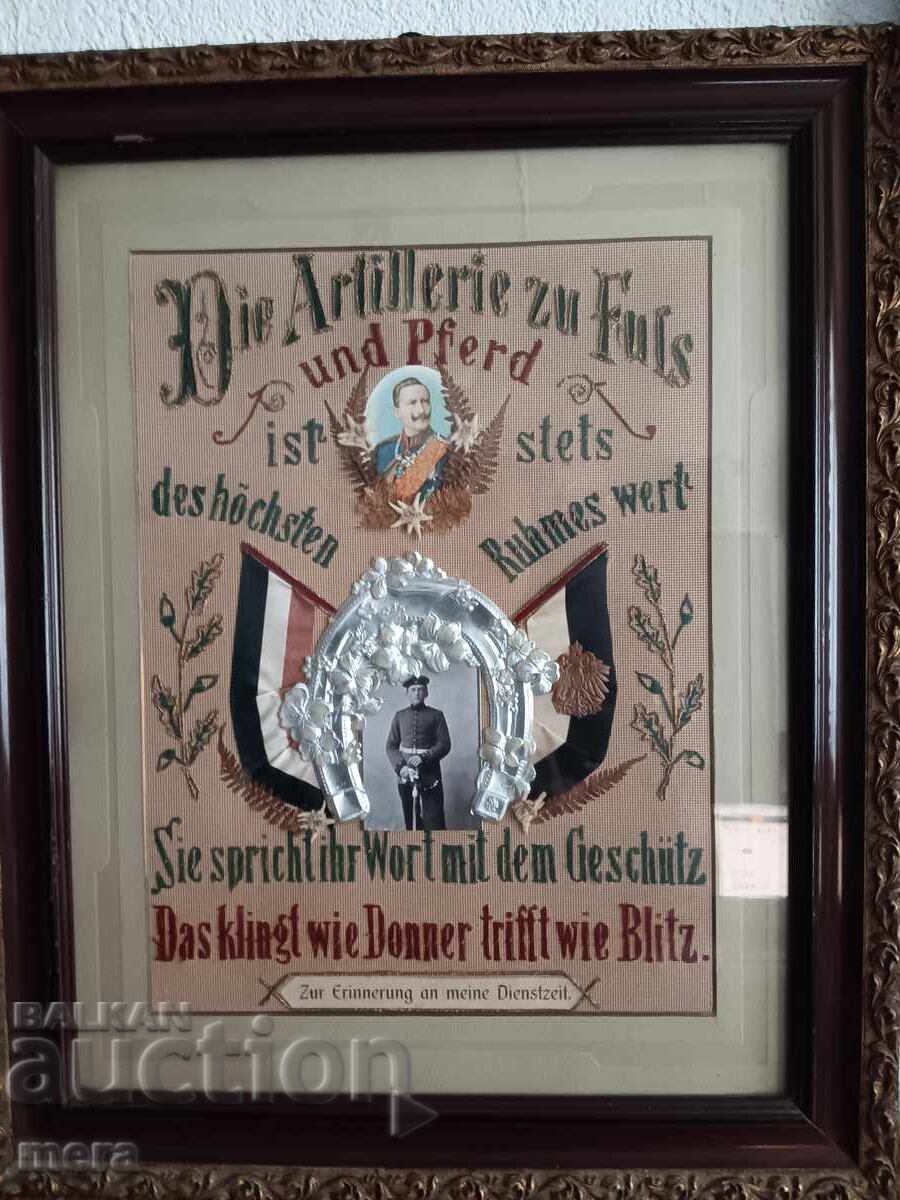 Die Artillerie zu Fuss
und Pferd
ist stets
des höchsten Ruhmes wert
Sie spricht ihr Wort mit dem Geschütz
Das klingt wie Donner trifft wie Blitz.
Zur Erinnerung an meine Dienstzeit.
BALKAN
auction
mera